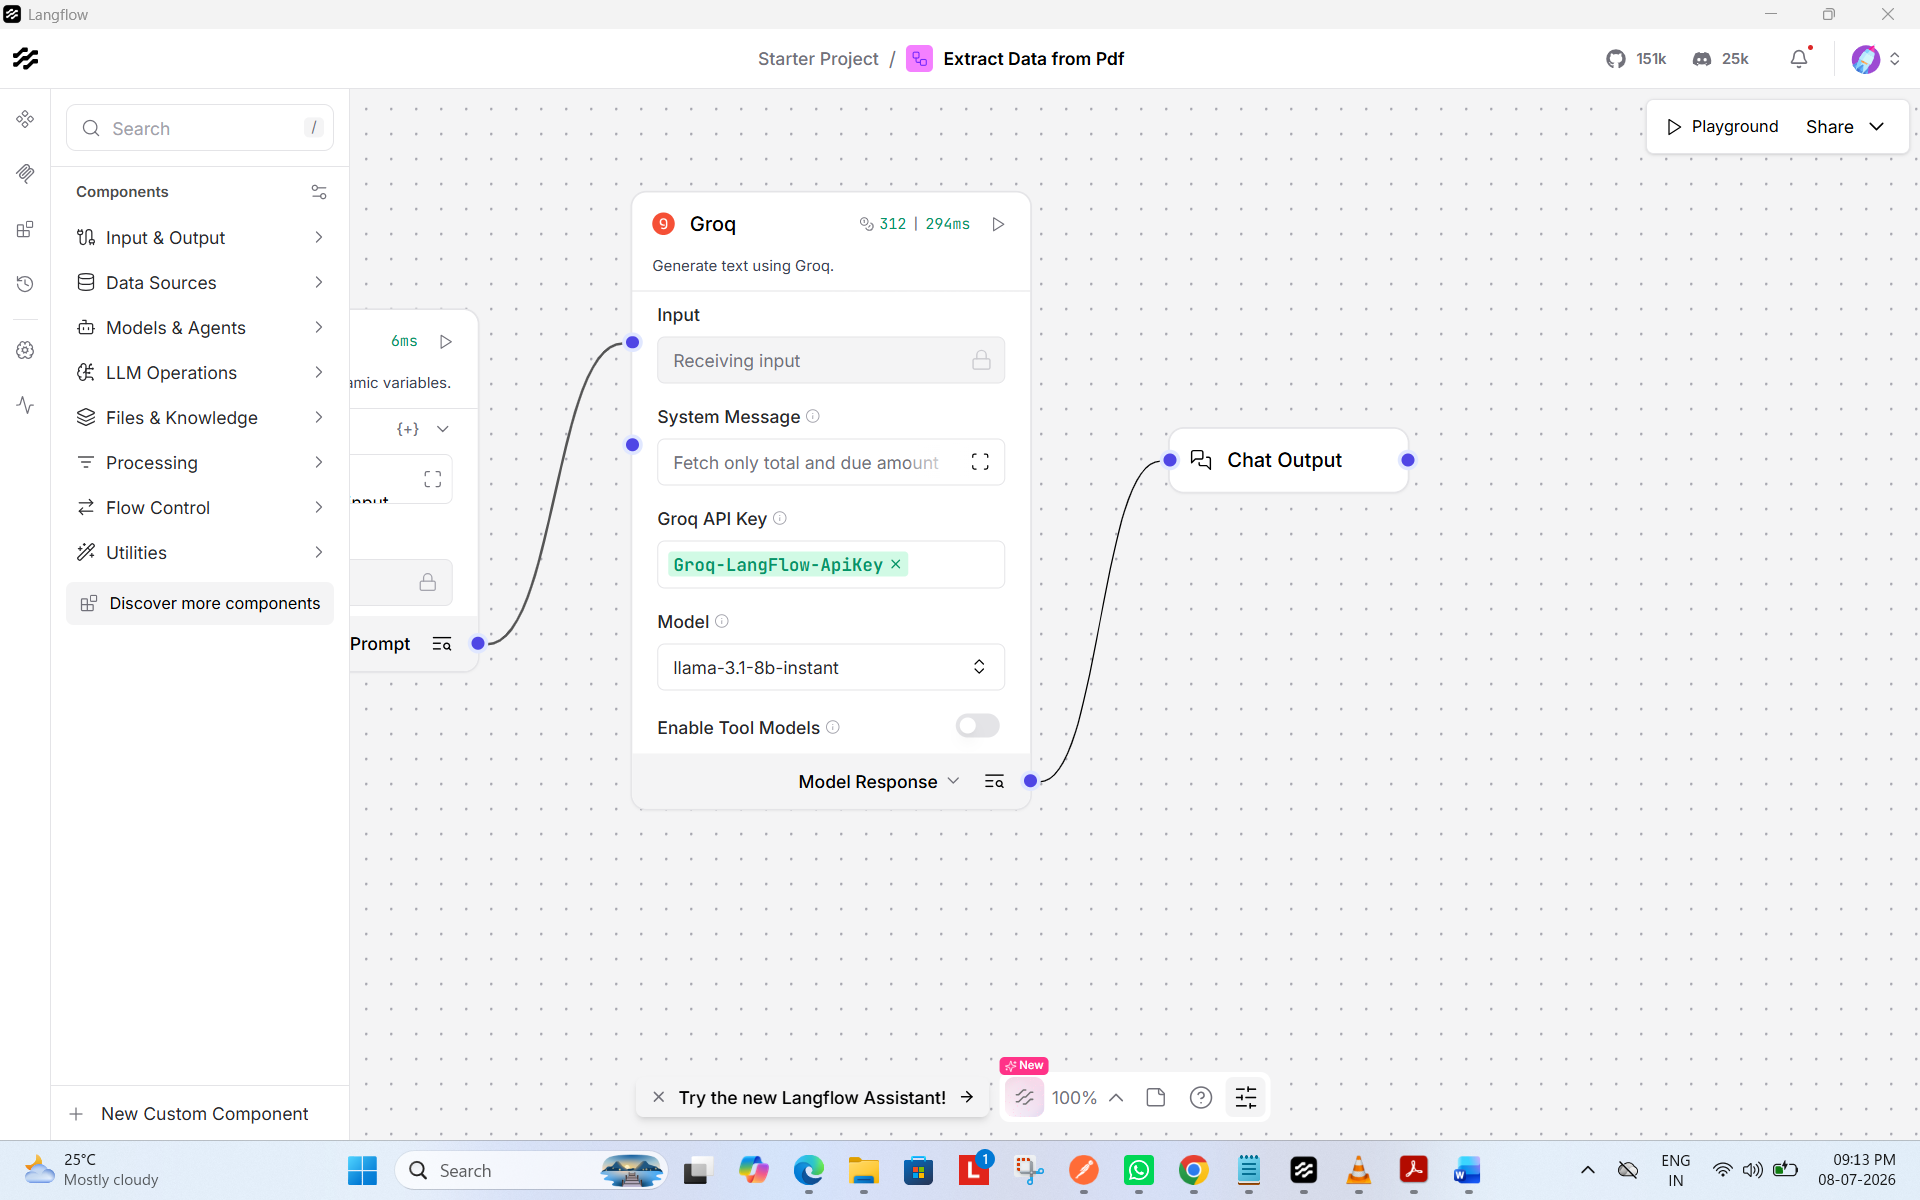 Langflow
Starter Project / Extract Data from Pdf
151k
25k
Search
/
Components
Input & Output
Data Sources
Models & Agents
LLM Operations
Files & Knowledge
Processing
Flow Control
Utilities
Discover more components
New Custom Component
Playground
Share
6ms
amic variables.
{+}
Prompt
Groq
312 | 294ms
Generate text using Groq.
Input
Receiving input
System Message
Fetch only total and due amount
Groq API Key
Groq-LangFlow-ApiKey
Model
llama-3.1-8b-instant
Enable Tool Models
Model Response
Chat Output
New
Try the new Langflow Assistant!
100%
25°C
Mostly cloudy
Search
1
ENG
IN
09:13 PM
08-07-2026